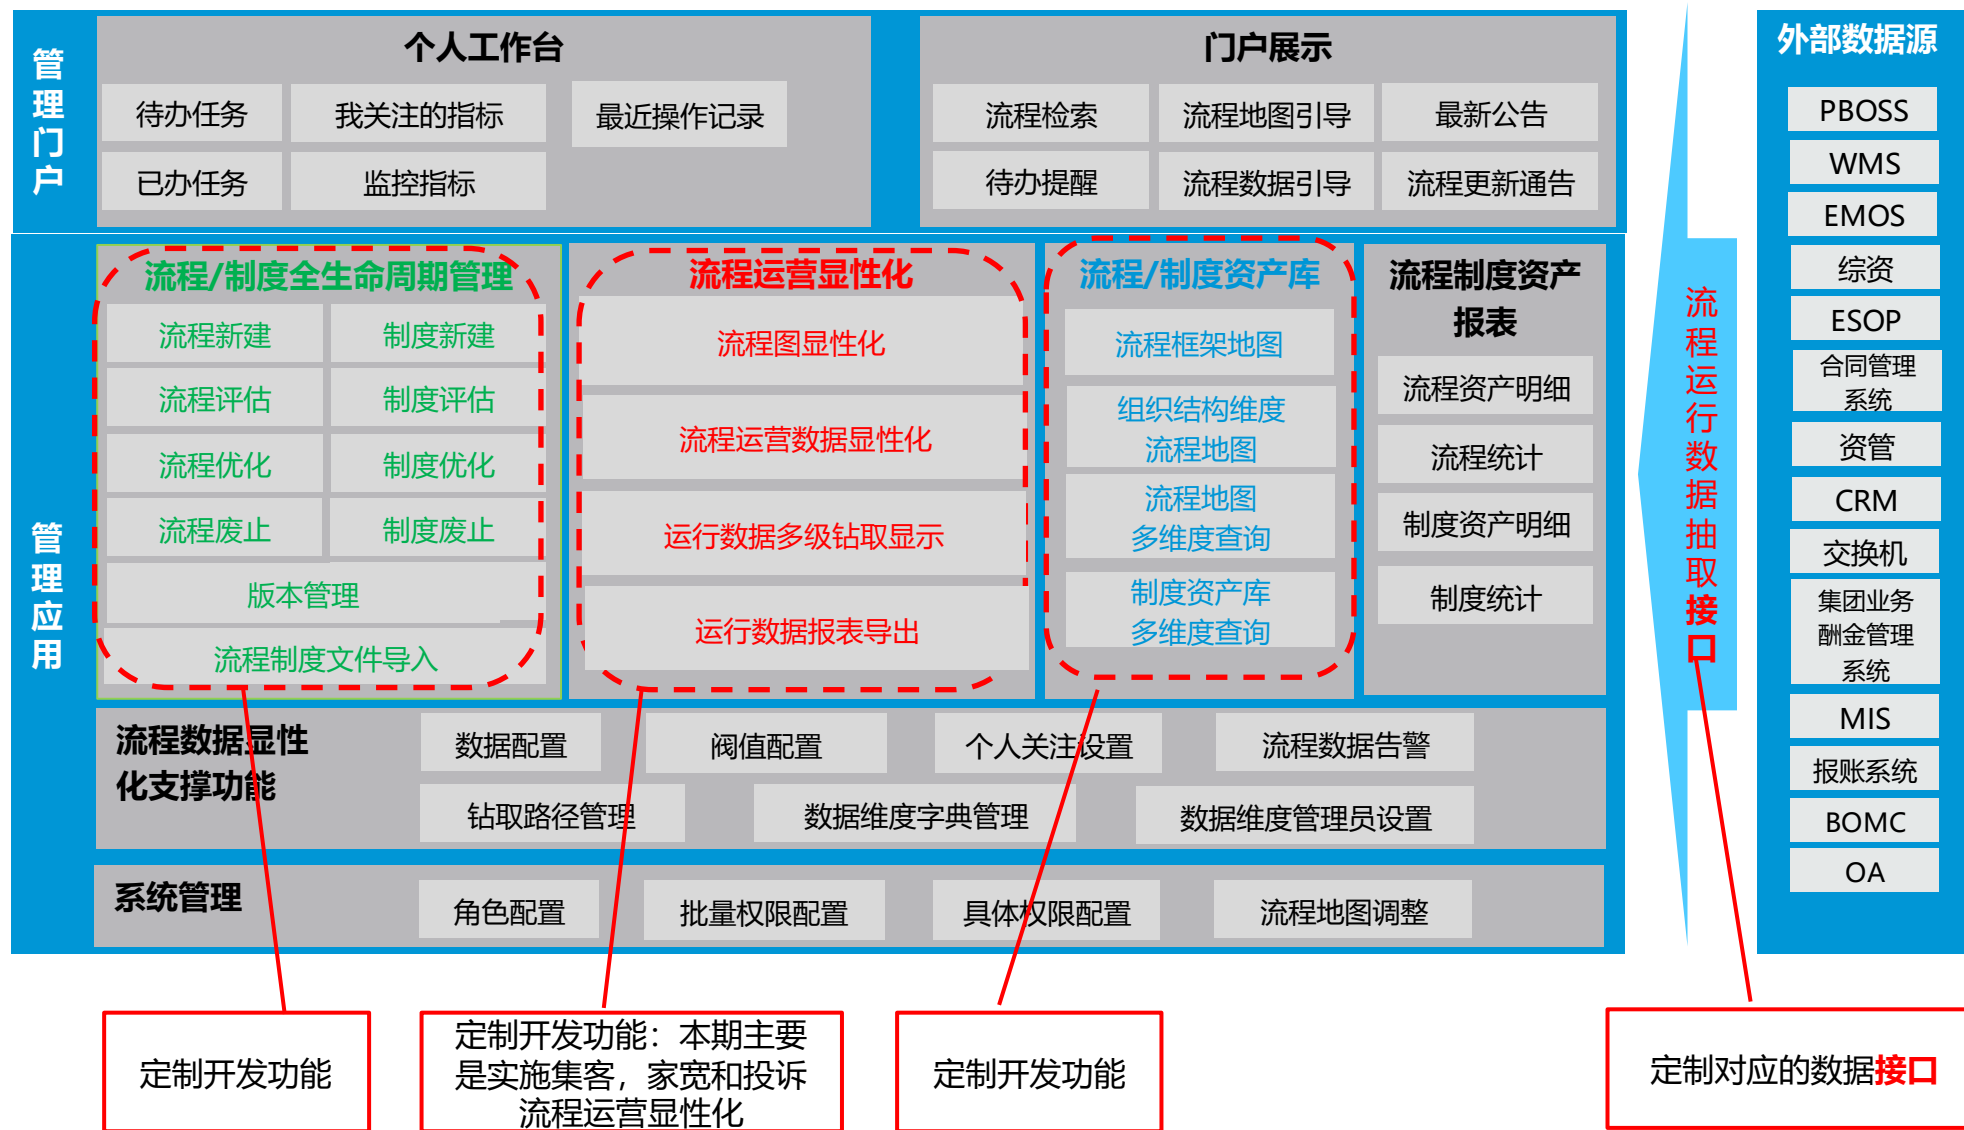 管理门户
个人工作台
待办任务
我关注的指标
最近操作记录
已办任务
监控指标
门户展示
流程检索
流程地图引导
最新公告
待办提醒
流程数据引导
流程更新通告
管理应用
流程/制度全生命周期管理
流程新建
制度新建
流程评估
制度评估
流程优化
制度优化
流程废止
制度废止
版本管理
流程制度文件导入
流程运营显性化
流程图显性化
流程运营数据显性化
运行数据多级钻取显示
运行数据报表导出
流程/制度资产库
流程框架地图
组织结构维度
流程地图
流程地图
多维度查询
制度资产库
多维度查询
流程制度资产
报表
流程资产明细
流程统计
制度资产明细
制度统计
流程数据显性
化支撑功能
数据配置
阀值配置
个人关注设置
流程数据告警
钻取路径管理
数据维度字典管理
数据维度管理员设置
系统管理
角色配置
批量权限配置
具体权限配置
流程地图调整
流程运行数据抽取接口
外部数据源
PBOSS
WMS
EMOS
综资
ESOP
合同管理
系统
资管
CRM
交换机
集团业务
酬金管理
系统
MIS
报账系统
BOMC
OA
定制开发功能
定制开发功能：本期主要
是实施集客，家宽和投诉
流程运营显性化
定制开发功能
定制对应的数据接口